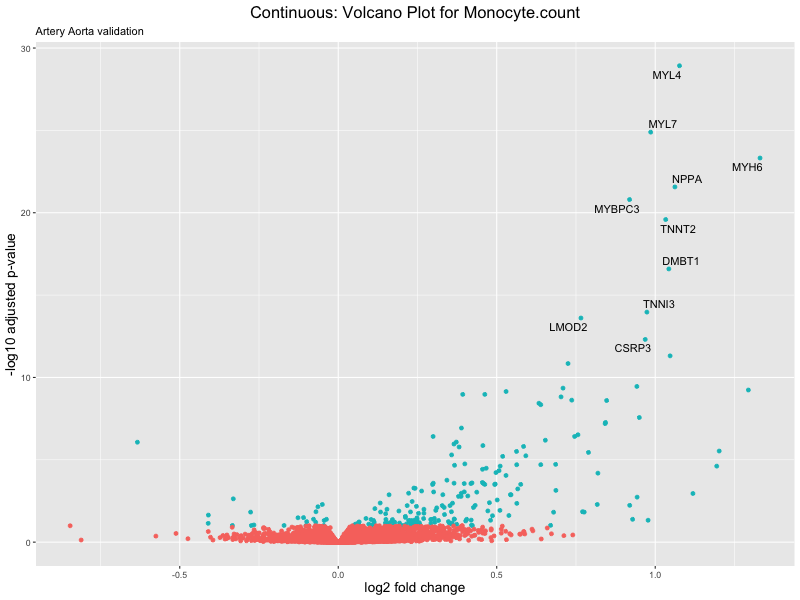 Continuous: Volcano Plot for Monocyte.count
Artery Aorta validation
30
MYL4
MYL7
MYH6
NPPA
MYBPC3
20
TNNT2
DMBT1
TNNI3
LMOD2
CSRP3
10
0
-log10 adjusted p-value
-0.5
0.0
0.5
1.0
log2 fold change